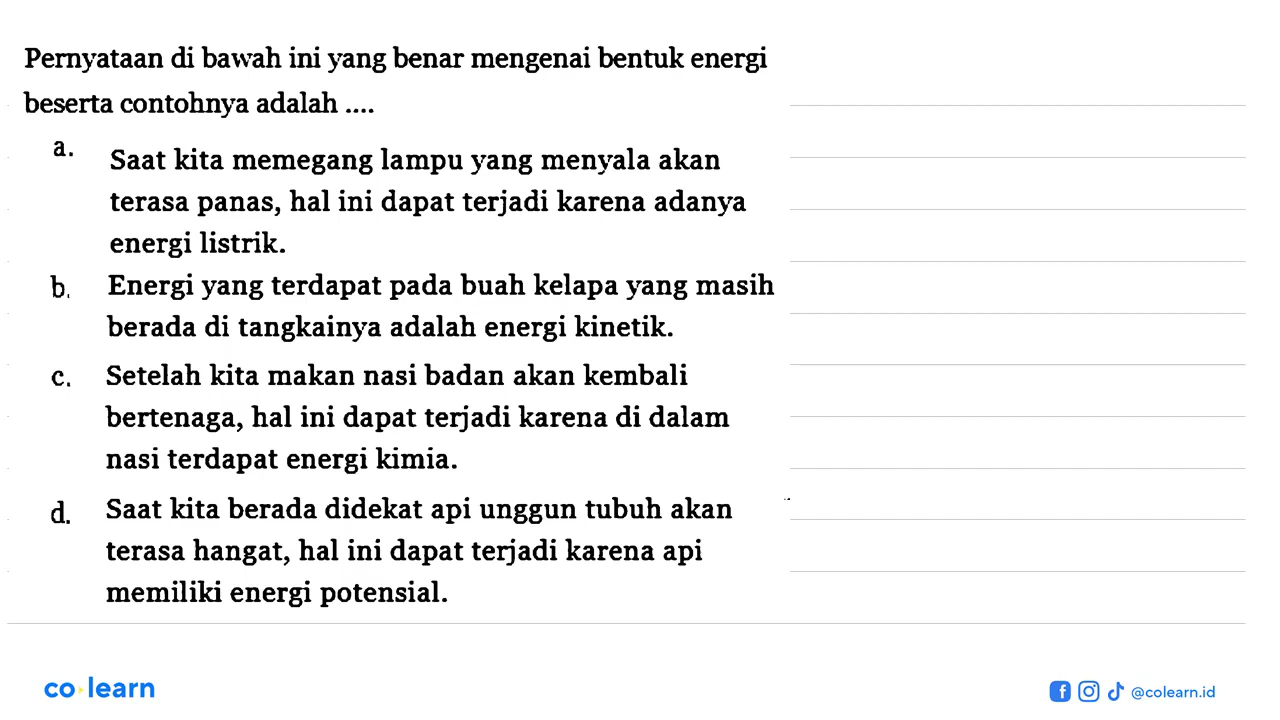 Pernyataan di bawah ini yang benar mengenai bentuk energi
beserta contohnya adalah ....
a. Saat kita memegang lampu yang menyala akan
terasa panas, hal ini dapat terjadi karena adanya
energi listrik.
b. Energi yang terdapat pada buah kelapa yang masih
berada di tangkainya adalah energi kinetik.
c. Setelah kita makan nasi badan akan kembali
bertenaga, hal ini dapat terjadi karena di dalam
nasi terdapat energi kimia.
d. Saat kita berada didekat api unggun tubuh akan
terasa hangat, hal ini dapat terjadi karena api
memiliki energi potensial.
co learn
@colearn.id